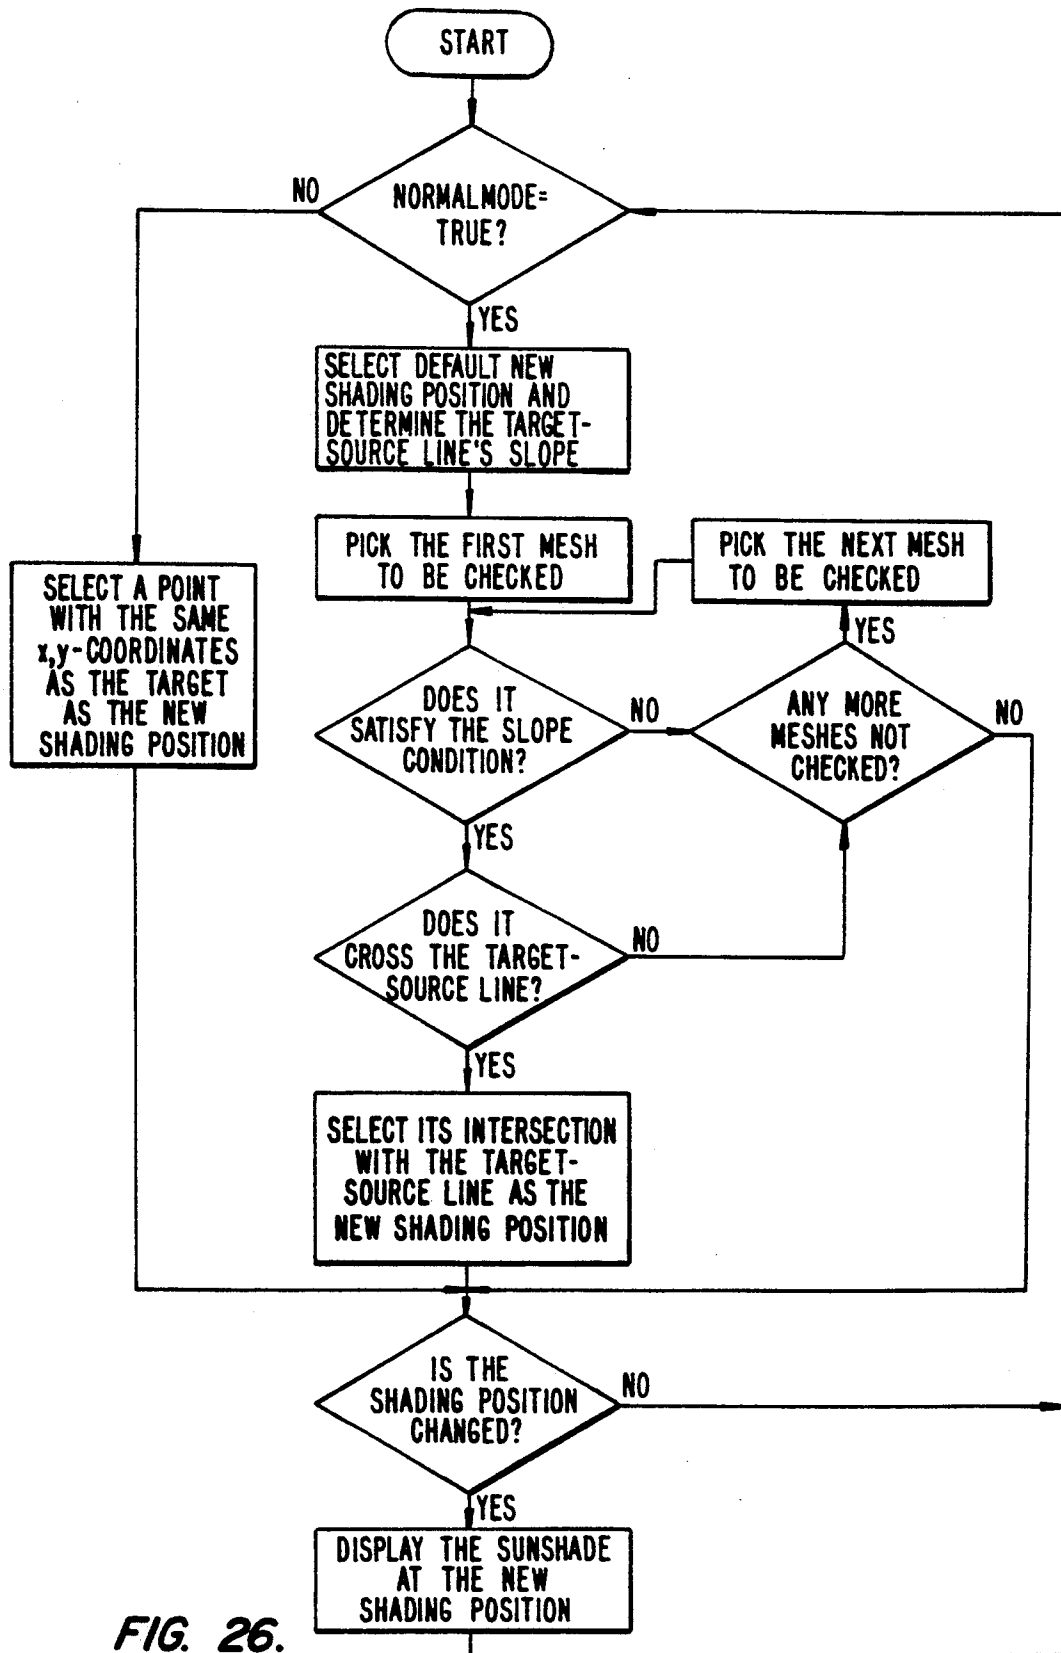 START
NO
NORMALMODE=
TRUE?
YES
SELECT DEFAULT NEW
SHADING POSITION AND
DETERMINE THE TARGET-
SOURCE LINE'S SLOPE
PICK THE FIRST MESH
TO BE CHECKED
PICK THE NEXT MESH
TO BE CHECKED
SELECT A POINT
WITH THE SAME
x,y-COORDINATES
AS THE TARGET
AS THE NEW
SHADING POSITION
YES
DOES IT
SATISFY THE SLOPE
CONDITION?
NO
ANY MORE
MESHES NOT
CHECKED?
NO
YES
DOES IT
CROSS THE TARGET-
SOURCE LINE?
NO
YES
SELECT ITS INTERSECTION
WITH THE TARGET-
SOURCE LINE AS THE
NEW SHADING POSITION
IS THE
SHADING POSITION
CHANGED?
NO
YES
DISPLAY THE SUNSHADE
AT THE NEW
SHADING POSITION
FIG. 26.